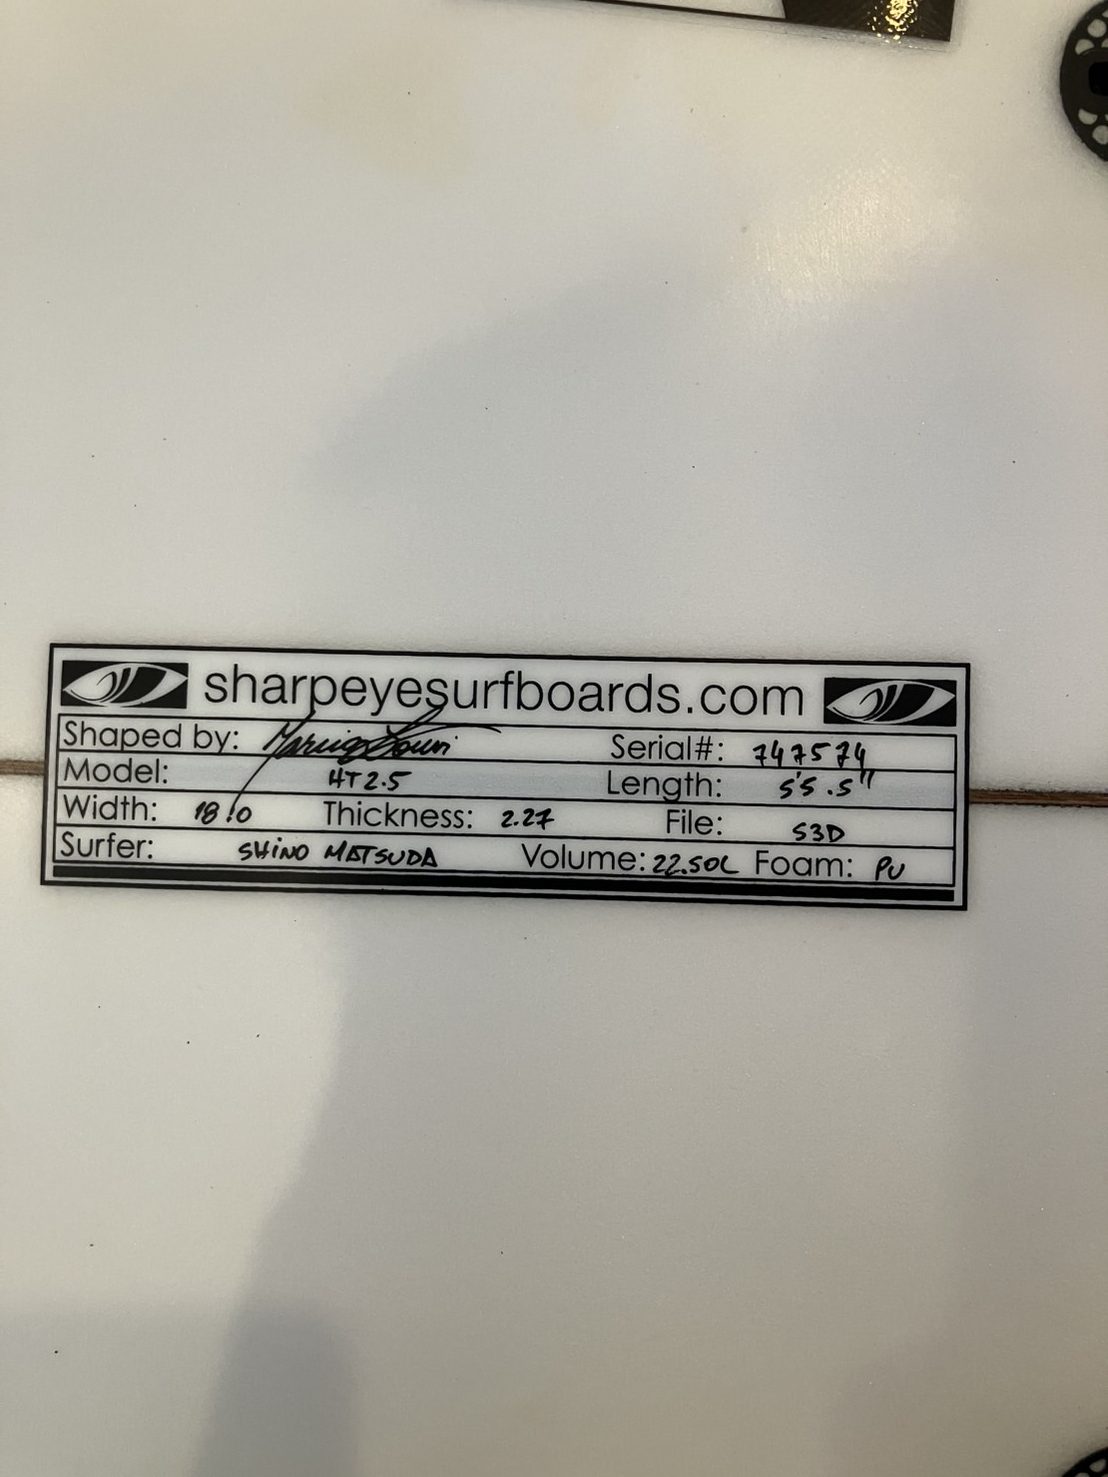 sharpeyesurfboards.com
Shaped by: Serial#: 747574
Model: HT2.5 Length: 5'5.5"
Width: 18.0 Thickness: 2.27 File: S3D
Surfer: SHINO MATSUDA Volume: 22.50L Foam: PU